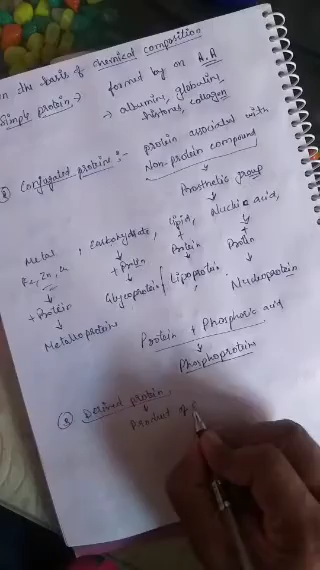 on the basis of chemical composition
Simple protein → formed by on A.A
→ albumins, globulins,
histones, collagen
② Conjugated protein :- protein associated with
Non-protein compound
↓
Prosthetic group
↓
Metal, Carbohydrate, lipid, Nucleic acid,
Fe, Zn, Cu + Protein + Protein + Protein
+ Protein Glycoprotein Lipoprotein Nucleoprotein
↓
Metalloprotein
Protein + Phosphoric acid
↓
Phosphoprotein
③ Derived protein
↓
Product of